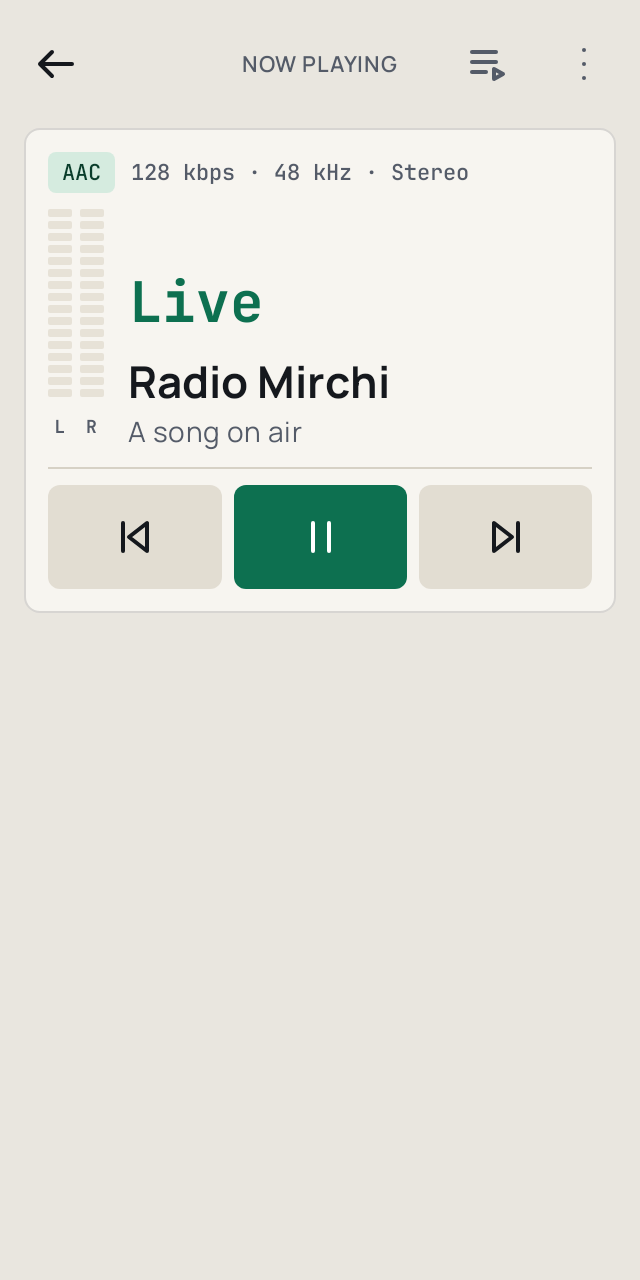 NOW PLAYING
AAC 128 kbps · 48 kHz · Stereo
Live
Radio Mirchi
A song on air
L R